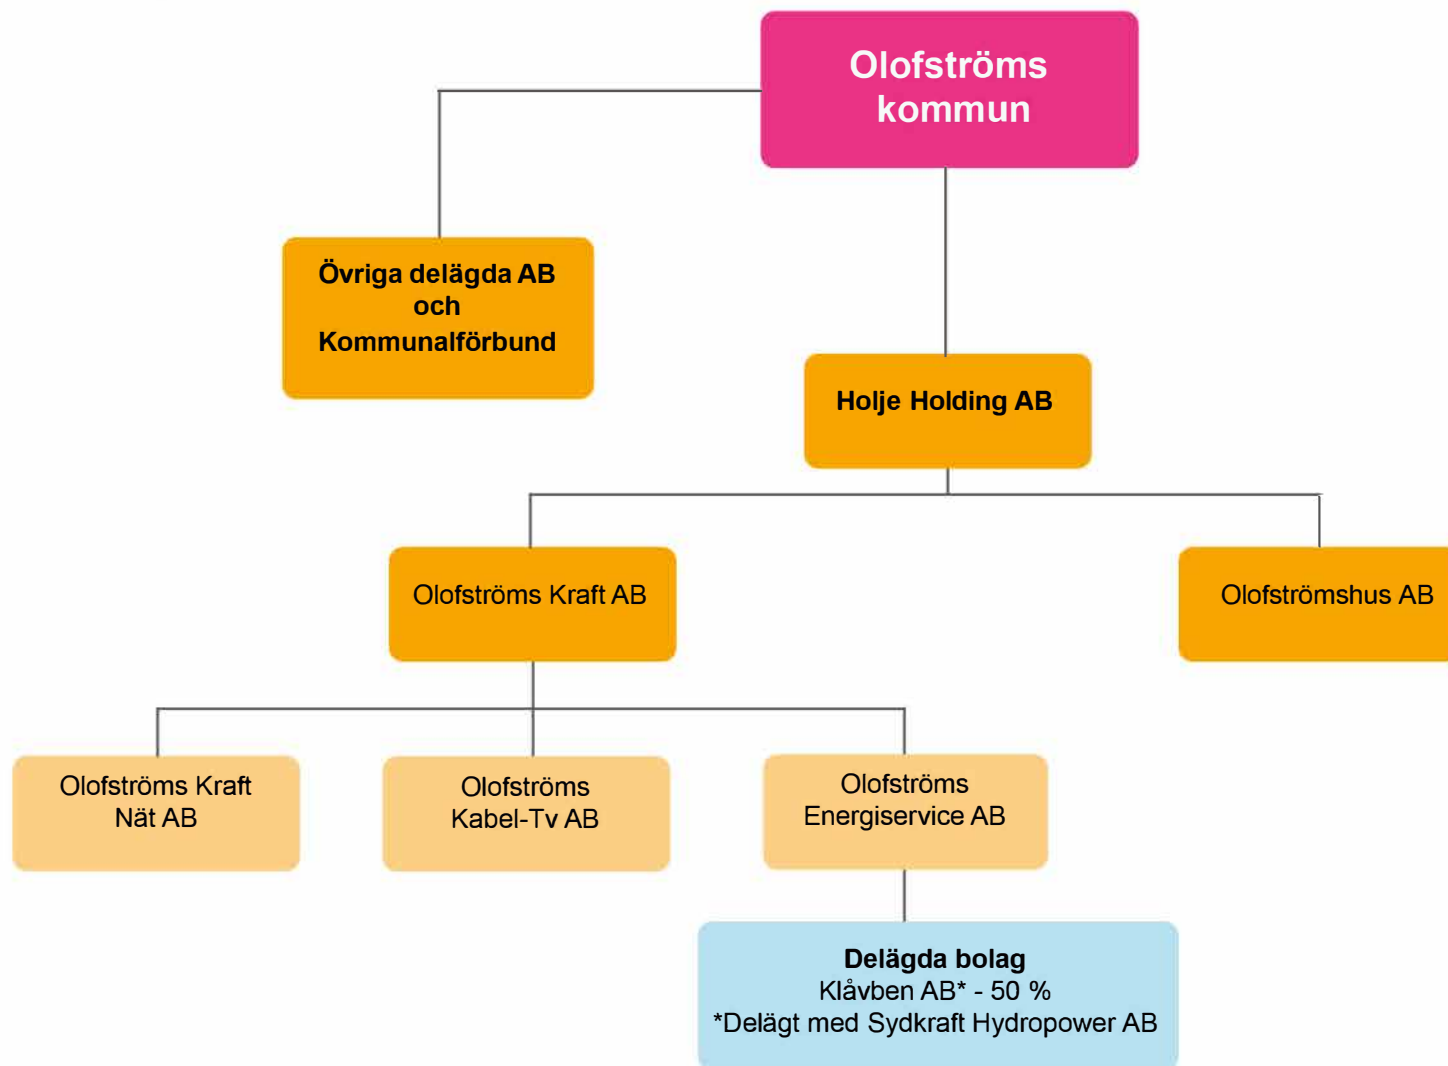 Olofströms
kommun
Övriga delägda AB
och
Kommunalförbund
Holje Holding AB
Olofströms Kraft AB
Olofströmshus AB
Olofströms Kraft
Nät AB
Olofströms
Kabel-Tv AB
Olofströms
Energiservice AB
Delägda bolag
Klåvben AB* - 50 %
*Delägt med Sydkraft Hydropower AB